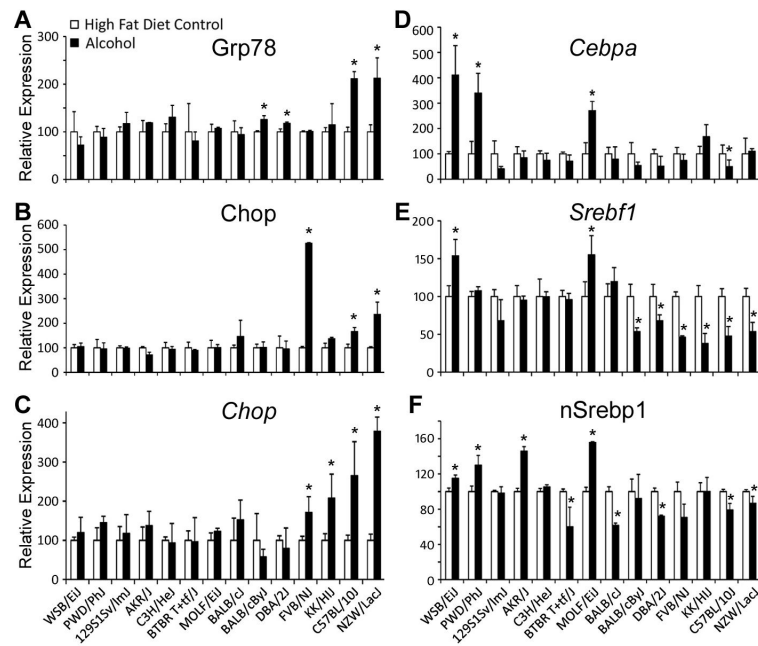 A
High Fat Diet Control
Alcohol
Grp78
Relative Expression
300
200
100
0
B
Chop
Relative Expression
600
500
400
300
200
100
0
C
Chop
Relative Expression
400
300
200
100
0
WSB/EiJ
PWD/PhJ
129S1Sv/ImJ
AKR/J
C3H/HeJ
BTBR T+tf/J
MOLF/EiJ
BALB/cJ
BALB/cByJ
DBA/2J
FVB/NJ
KK/HIJ
C57BL/10J
NZW/LacJ
D
Cebpa
600
500
400
300
200
100
0
E
Srebf1
200
150
100
50
0
F
nSrebp1
160
120
80
40
0
WSB/EiJ
PWD/PhJ
129S1Sv/ImJ
AKR/J
C3H/HeJ
BTBR T+tf/J
MOLF/EiJ
BALB/cJ
BALB/cByJ
DBA/2J
FVB/NJ
KK/HIJ
C57BL/10J
NZW/LacJ